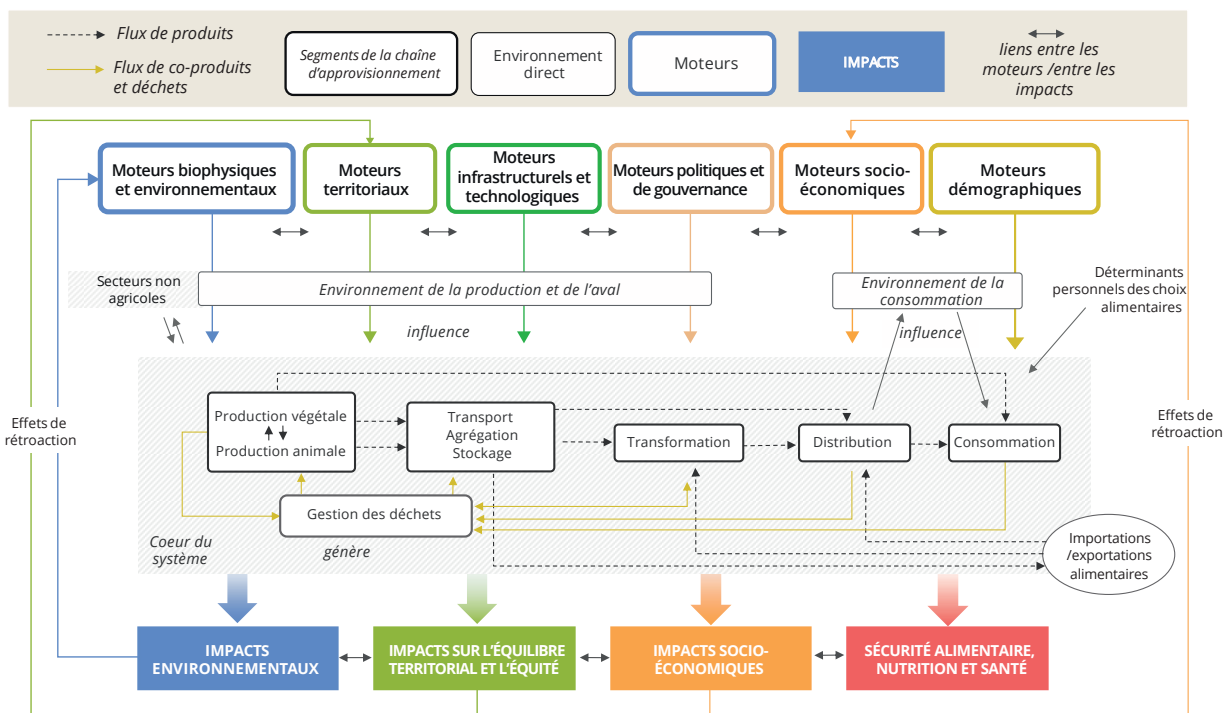 Flux de produits
Flux de co-produits
et déchets
Segments de la chaîne
d'approvisionnement
Environnement
direct
Moteurs
IMPACTS
liens entre les
moteurs /entre les
impacts
Moteurs biophysiques
et environnementaux
Moteurs
territoriaux
Moteurs
infrastructurels et
technologiques
Moteurs politiques et
de gouvernance
Moteurs socio-
économiques
Moteurs
démographiques
Secteurs non
agricoles
Environnement de la production et de l'aval
Environnement de la
consommation
Déterminants
personnels des choix
alimentaires
influence
influence
Effets de
rétroaction
Production végétale
Production animale
Transport
Agrégation
Stockage
Transformation
Distribution
Consommation
Effets de
rétroaction
Gestion des déchets
Coeur du
système
génère
Importations
/exportations
alimentaires
IMPACTS
ENVIRONNEMENTAUX
IMPACTS SUR L'ÉQUILIBRE
TERRITORIAL ET L'ÉQUITÉ
IMPACTS SOCIO-
ÉCONOMIQUES
SÉCURITÉ ALIMENTAIRE,
NUTRITION ET SANTÉ